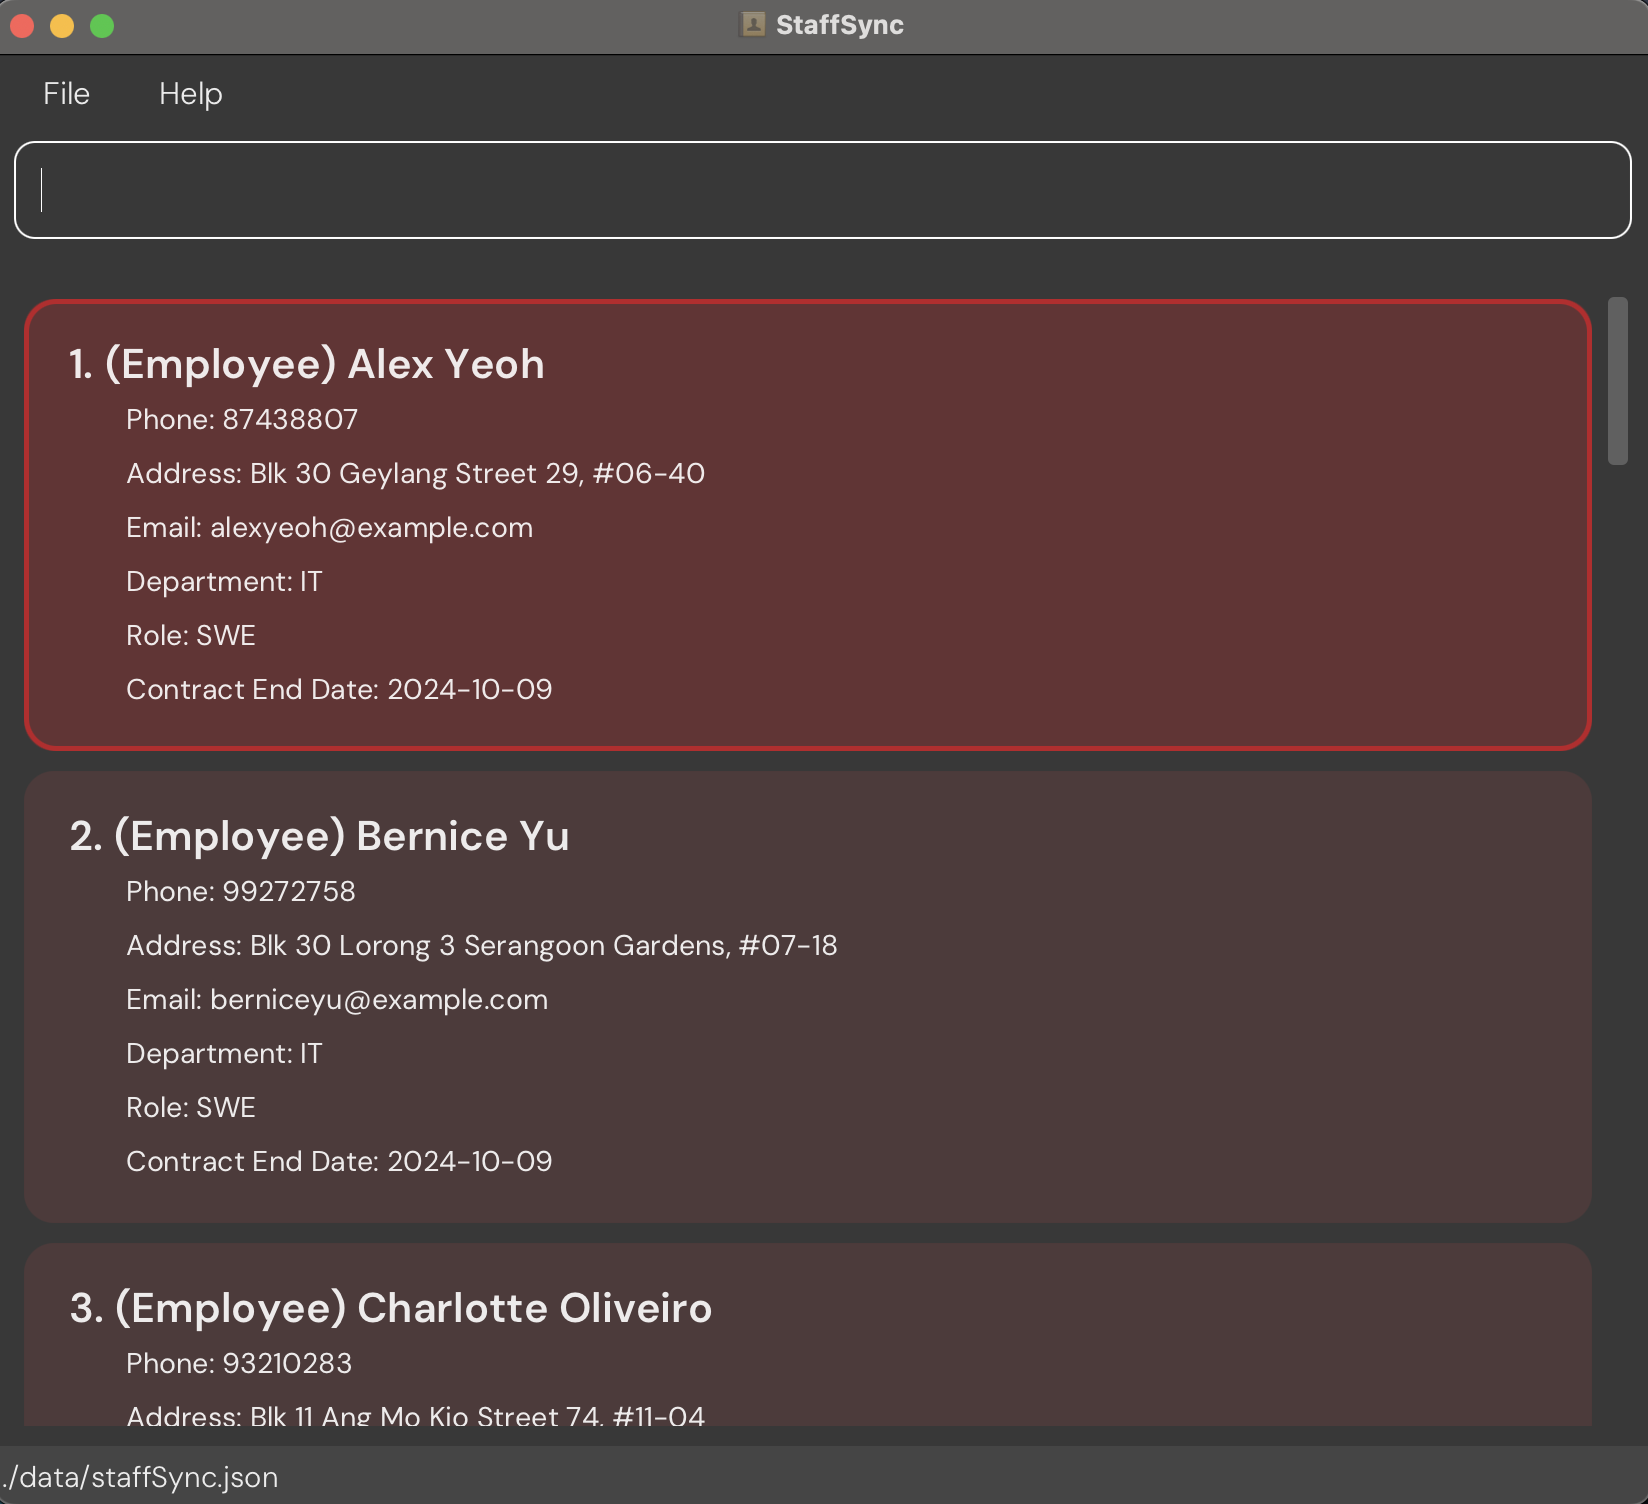 StaffSync
File Help
1. (Employee) Alex Yeoh
Phone: 87438807
Address: Blk 30 Geylang Street 29, #06-40
Email: alexyeoh@example.com
Department: IT
Role: SWE
Contract End Date: 2024-10-09
2. (Employee) Bernice Yu
Phone: 99272758
Address: Blk 30 Lorong 3 Serangoon Gardens, #07-18
Email: berniceyu@example.com
Department: IT
Role: SWE
Contract End Date: 2024-10-09
3. (Employee) Charlotte Oliveiro
Phone: 93210283
Address: Blk 11 Ang Mo Kio Street 74, #11-04
./data/staffSync.json